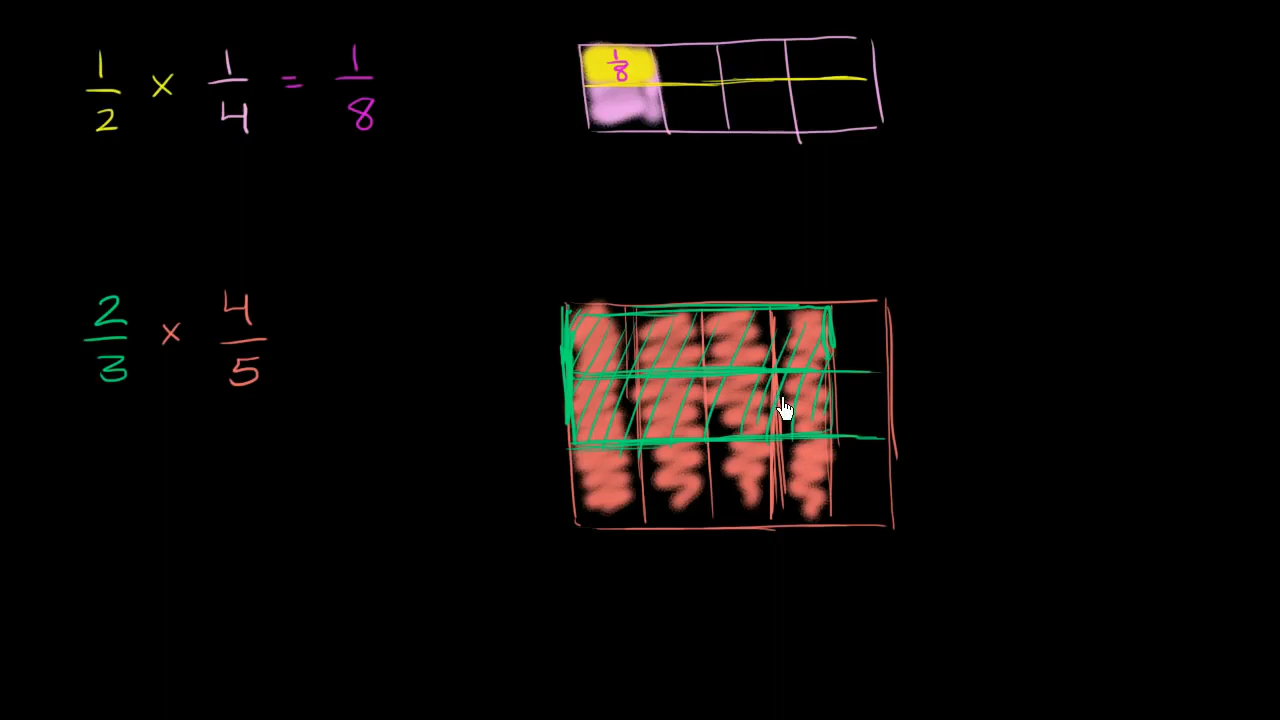 1/2 × 1/4 = 1/8
1/8
2/3 × 4/5